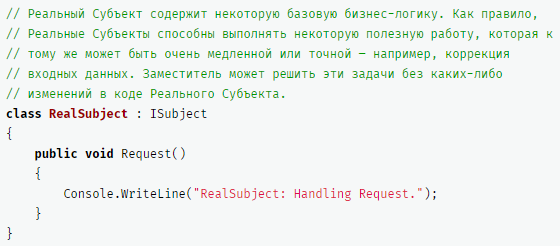 // Реальный Субъект содержит некоторую базовую бизнес-логику. Как правило,
// Реальные Субъекты способны выполнять некоторую полезную работу, которая к
// тому же может быть очень медленной или точной – например, коррекция
// входных данных. Заместитель может решить эти задачи без каких-либо
// изменений в коде Реального Субъекта.
class RealSubject : ISubject
{
    public void Request()
    {
        Console.WriteLine("RealSubject: Handling Request.");
    }
}